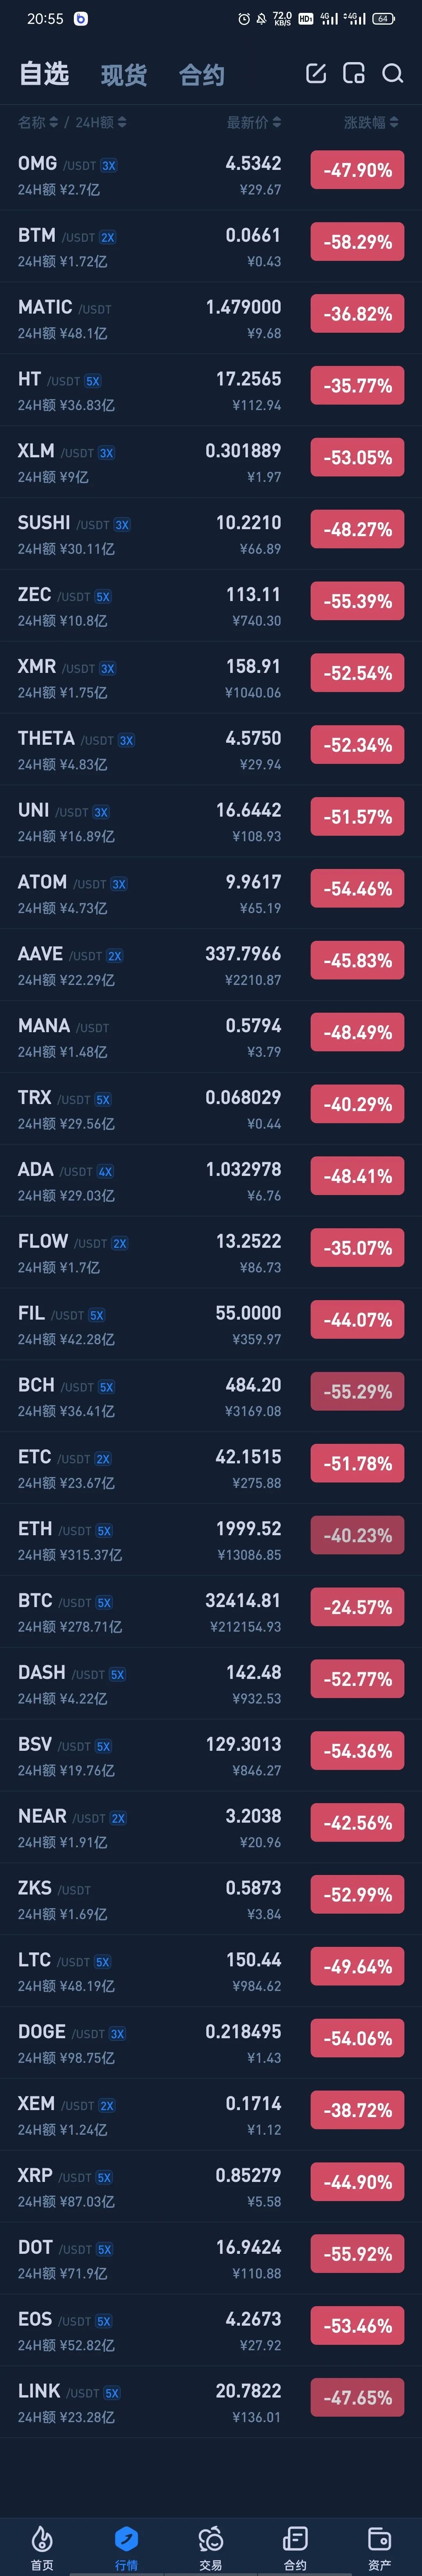 20:55 72.0 KB/S HD1 4G 4G 64
自选 现货 合约
名称 / 24H额 最新价 涨跌幅
OMG /USDT 3X 4.5342 -47.90%
24H额 ¥2.7亿 ¥29.67
BTM /USDT 2X 0.0661 -58.29%
24H额 ¥1.72亿 ¥0.43
MATIC /USDT 1.479000 -36.82%
24H额 ¥48.1亿 ¥9.68
HT /USDT 5X 17.2565 -35.77%
24H额 ¥36.83亿 ¥112.94
XLM /USDT 3X 0.301889 -53.05%
24H额 ¥9亿 ¥1.97
SUSHI /USDT 3X 10.2210 -48.27%
24H额 ¥30.11亿 ¥66.89
ZEC /USDT 5X 113.11 -55.39%
24H额 ¥10.8亿 ¥740.30
XMR /USDT 3X 158.91 -52.54%
24H额 ¥1.75亿 ¥1040.06
THETA /USDT 3X 4.5750 -52.34%
24H额 ¥4.83亿 ¥29.94
UNI /USDT 3X 16.6442 -51.57%
24H额 ¥16.89亿 ¥108.93
ATOM /USDT 3X 9.9617 -54.46%
24H额 ¥4.73亿 ¥65.19
AAVE /USDT 2X 337.7966 -45.83%
24H额 ¥22.29亿 ¥2210.87
MANA /USDT 0.5794 -48.49%
24H额 ¥1.48亿 ¥3.79
TRX /USDT 5X 0.068029 -40.29%
24H额 ¥29.56亿 ¥0.44
ADA /USDT 4X 1.032978 -48.41%
24H额 ¥29.03亿 ¥6.76
FLOW /USDT 2X 13.2522 -35.07%
24H额 ¥1.7亿 ¥86.73
FIL /USDT 5X 55.0000 -44.07%
24H额 ¥42.28亿 ¥359.97
BCH /USDT 5X 484.20 -55.29%
24H额 ¥36.41亿 ¥3169.08
ETC /USDT 2X 42.1515 -51.78%
24H额 ¥23.67亿 ¥275.88
ETH /USDT 5X 1999.52 -40.23%
24H额 ¥315.37亿 ¥13086.85
BTC /USDT 5X 32414.81 -24.57%
24H额 ¥278.71亿 ¥212154.93
DASH /USDT 5X 142.48 -52.77%
24H额 ¥4.22亿 ¥932.53
BSV /USDT 5X 129.3013 -54.36%
24H额 ¥19.76亿 ¥846.27
NEAR /USDT 2X 3.2038 -42.56%
24H额 ¥1.91亿 ¥20.96
ZKS /USDT 0.5873 -52.99%
24H额 ¥1.69亿 ¥3.84
LTC /USDT 5X 150.44 -49.64%
24H额 ¥48.19亿 ¥984.62
DOGE /USDT 3X 0.218495 -54.06%
24H额 ¥98.75亿 ¥1.43
XEM /USDT 2X 0.1714 -38.72%
24H额 ¥1.24亿 ¥1.12
XRP /USDT 5X 0.85279 -44.90%
24H额 ¥87.03亿 ¥5.58
DOT /USDT 5X 16.9424 -55.92%
24H额 ¥71.9亿 ¥110.88
EOS /USDT 5X 4.2673 -53.46%
24H额 ¥52.82亿 ¥27.92
LINK /USDT 5X 20.7822 -47.65%
24H额 ¥23.28亿 ¥136.01
首页 行情 交易 合约 资产